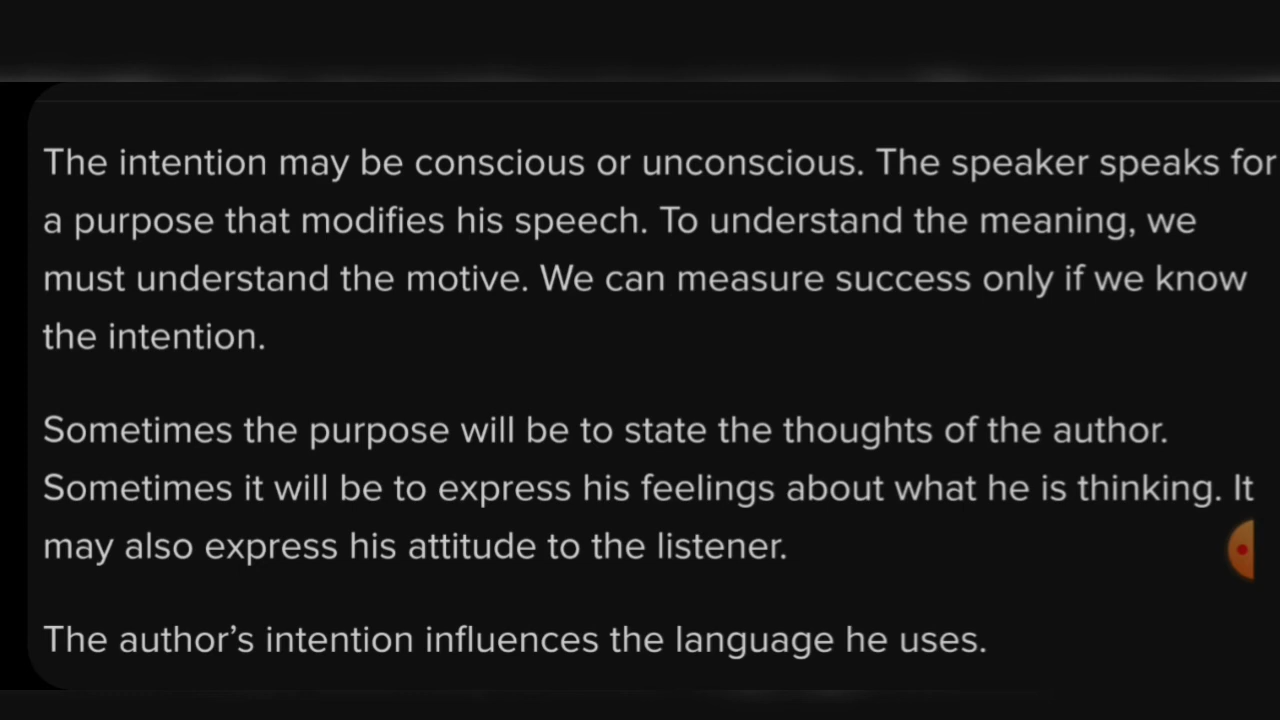 The intention may be conscious or unconscious. The speaker speaks for
a purpose that modifies his speech. To understand the meaning, we
must understand the motive. We can measure success only if we know
the intention.
Sometimes the purpose will be to state the thoughts of the author.
Sometimes it will be to express his feelings about what he is thinking. It
may also express his attitude to the listener.
The author’s intention influences the language he uses.